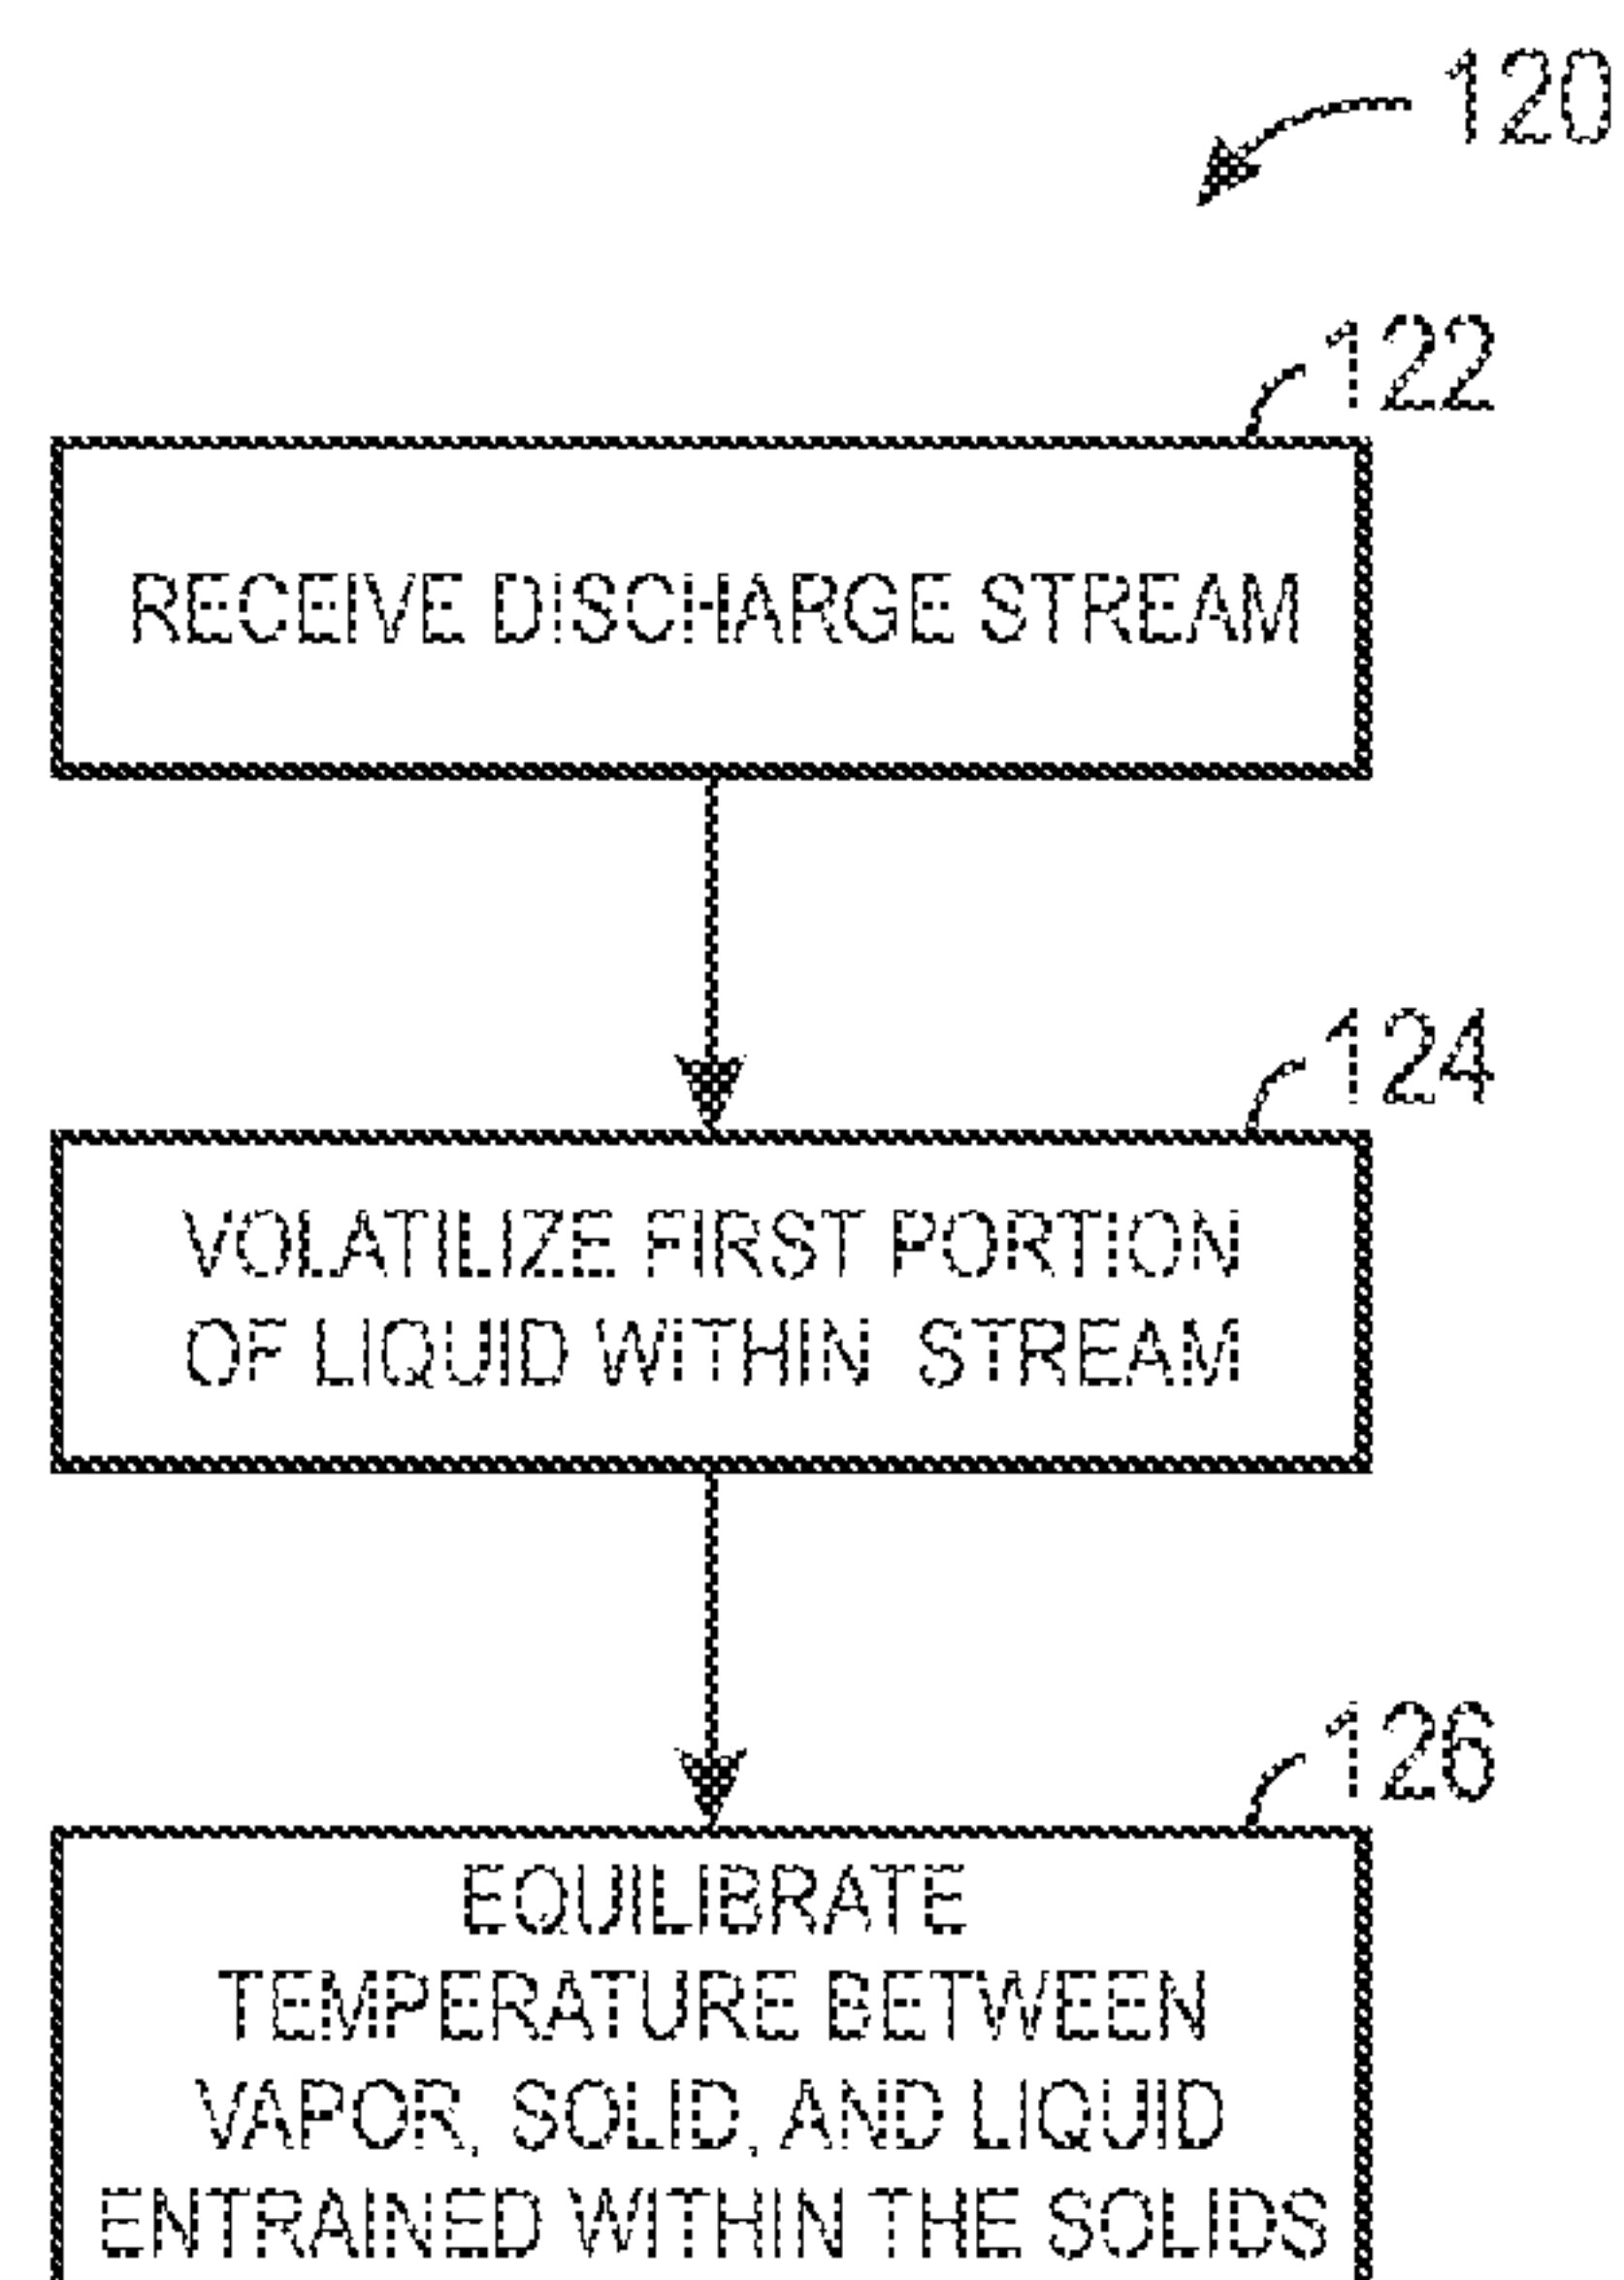 120
122
RECEIVE DISCHARGE STREAM
124
VOLATILIZE FIRST PORTION
OF LIQUID WITHIN STREAM
126
EQUILIBRATE
TEMPERATURE BETWEEN
VAPOR, SOLID, AND LIQUID
ENTRAINED WITHIN THE SOLIDS